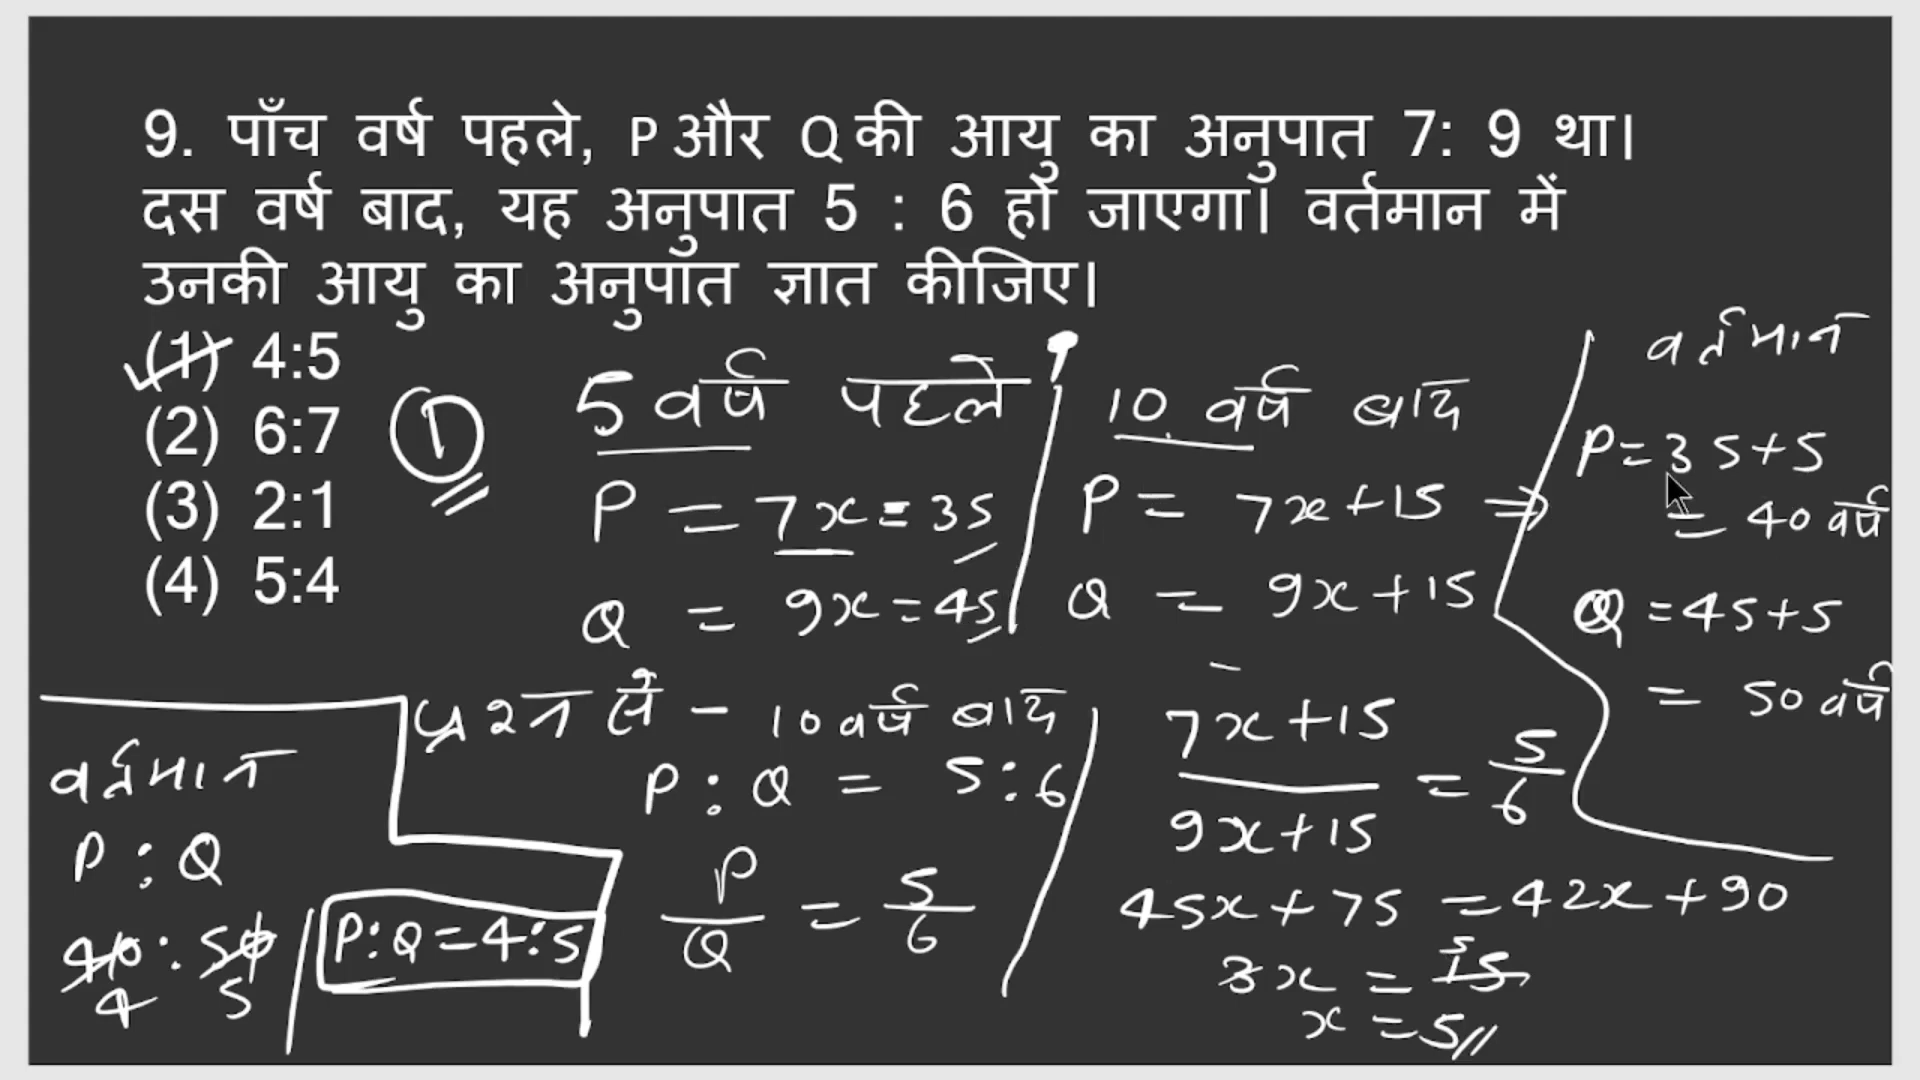 9. पाँच वर्ष पहले, P और Q की आयु का अनुपात 7: 9 था।
दस वर्ष बाद, यह अनुपात 5 : 6 हो जाएगा। वर्तमान में
उनकी आयु का अनुपात ज्ञात कीजिए।
(1) 4:5
(2) 6:7
(3) 2:1
(4) 5:4
①
5 वर्ष पहले
P = 7x = 35
Q = 9x = 45
10 वर्ष बाद
P = 7x+15 ⇒
Q = 9x+15
वर्तमान
P = 35+5
= 40 वर्ष
Q = 45+5
= 50 वर्ष
प्रश्न से - 10 वर्ष बाद
P : Q = 5:6
P/Q = 5/6
7x+15/9x+15 = 5/6
45x+75 = 42x+90
3x = 15
5
x = 5
वर्तमान
P : Q
40 : 50
4 5
P:Q = 4:5